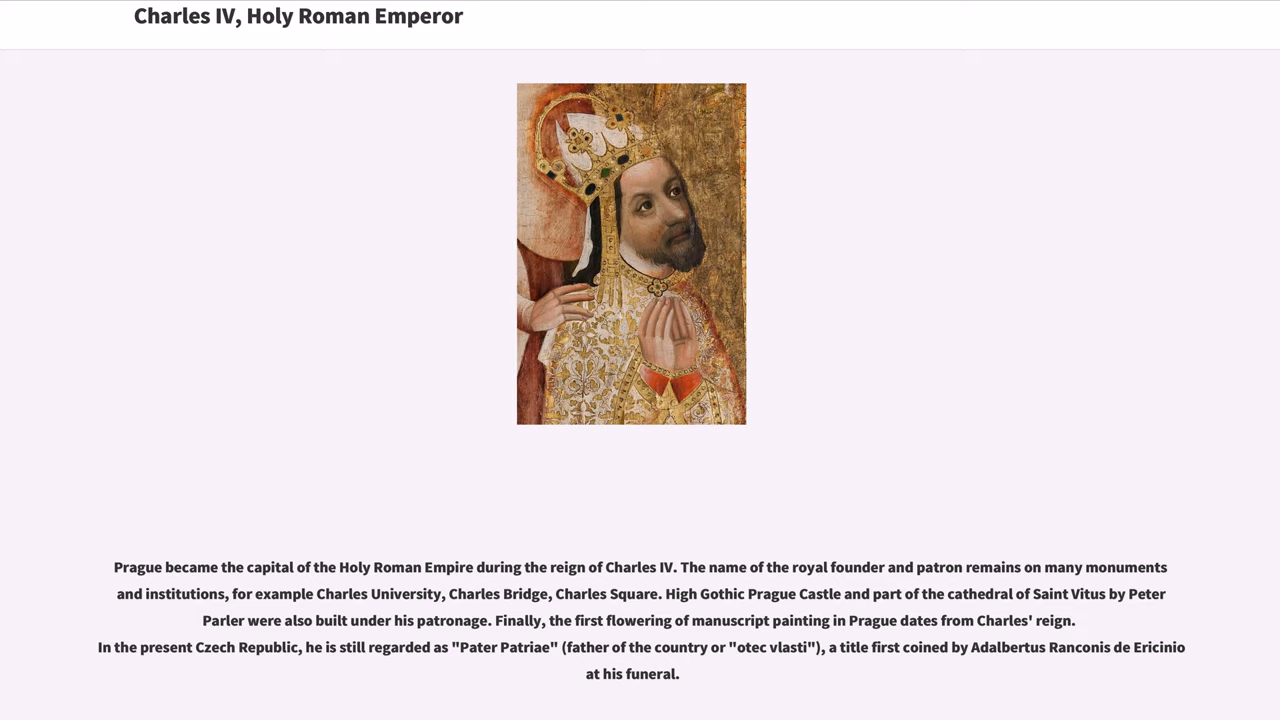 Charles IV, Holy Roman Emperor
Prague became the capital of the Holy Roman Empire during the reign of Charles IV. The name of the royal founder and patron remains on many monuments
and institutions, for example Charles University, Charles Bridge, Charles Square. High Gothic Prague Castle and part of the cathedral of Saint Vitus by Peter
Parler were also built under his patronage. Finally, the first flowering of manuscript painting in Prague dates from Charles' reign.
In the present Czech Republic, he is still regarded as "Pater Patriae" (father of the country or "otec vlasti"), a title first coined by Adalbertus Ranconis de Ericinio
at his funeral.